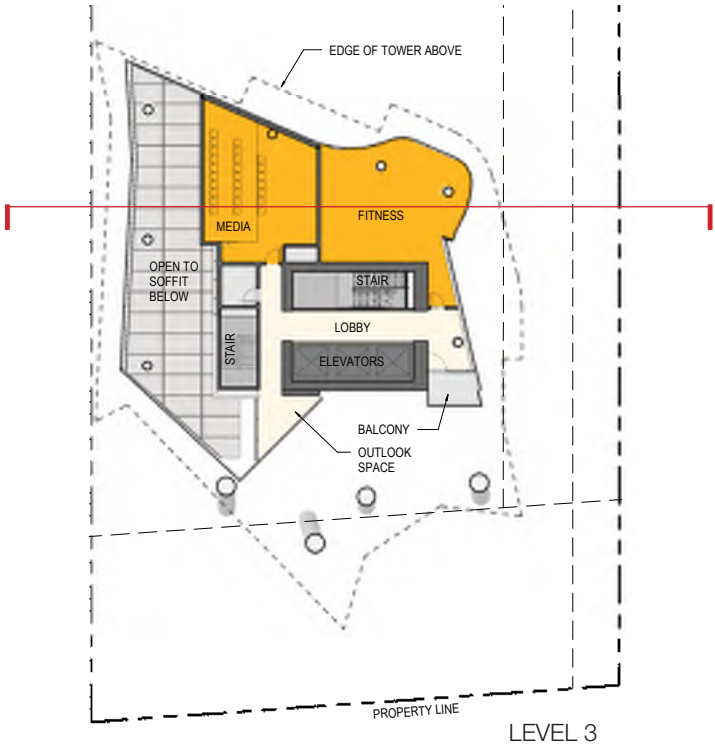 EDGE OF TOWER ABOVE
MEDIA
FITNESS
OPEN TO
SOFFIT
BELOW
STAIR
LOBBY
STAIR
ELEVATORS
BALCONY
OUTLOOK
SPACE
PROPERTY LINE
LEVEL 3